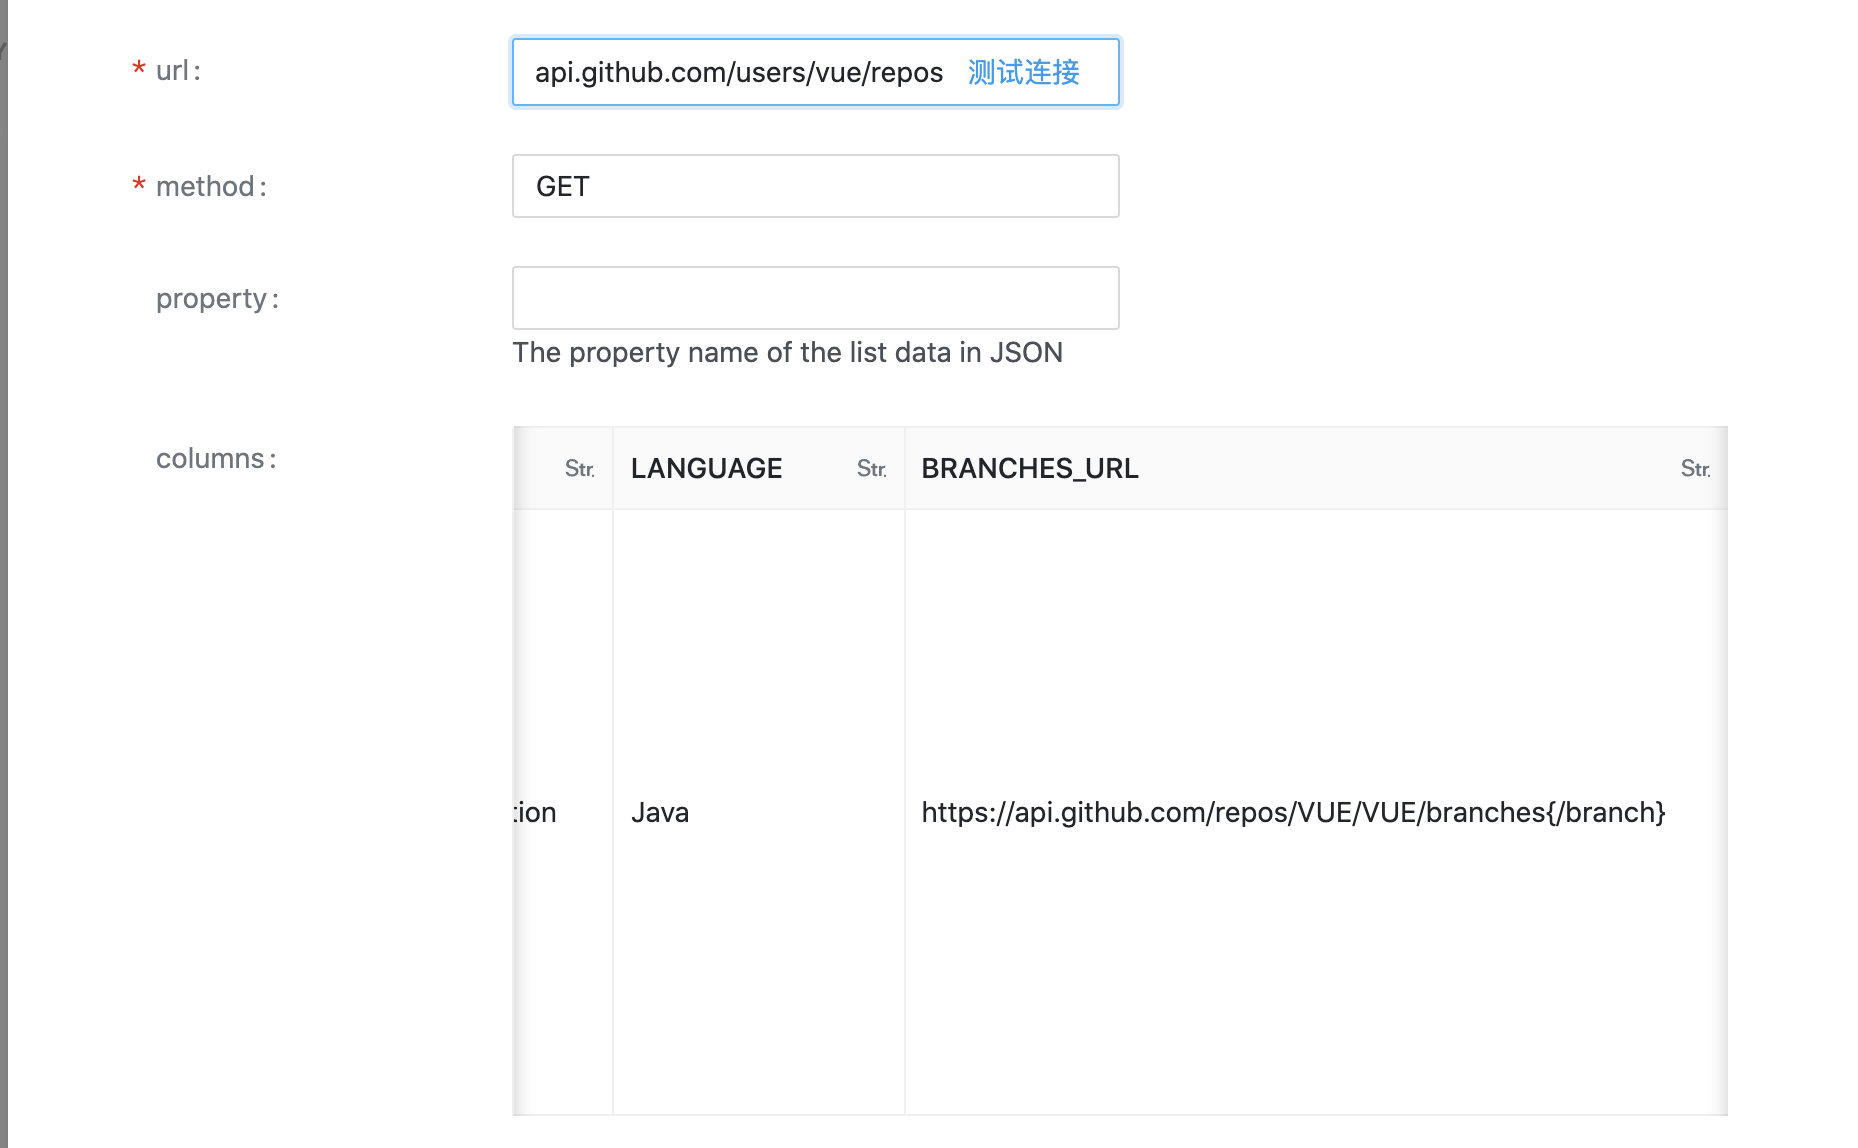 * url:
api.github.com/users/vue/repos 测试连接
* method:
GET
property:
The property name of the list data in JSON
columns:
Str. LANGUAGE Str. BRANCHES_URL Str.
tion Java https://api.github.com/repos/VUE/VUE/branches{/branch}